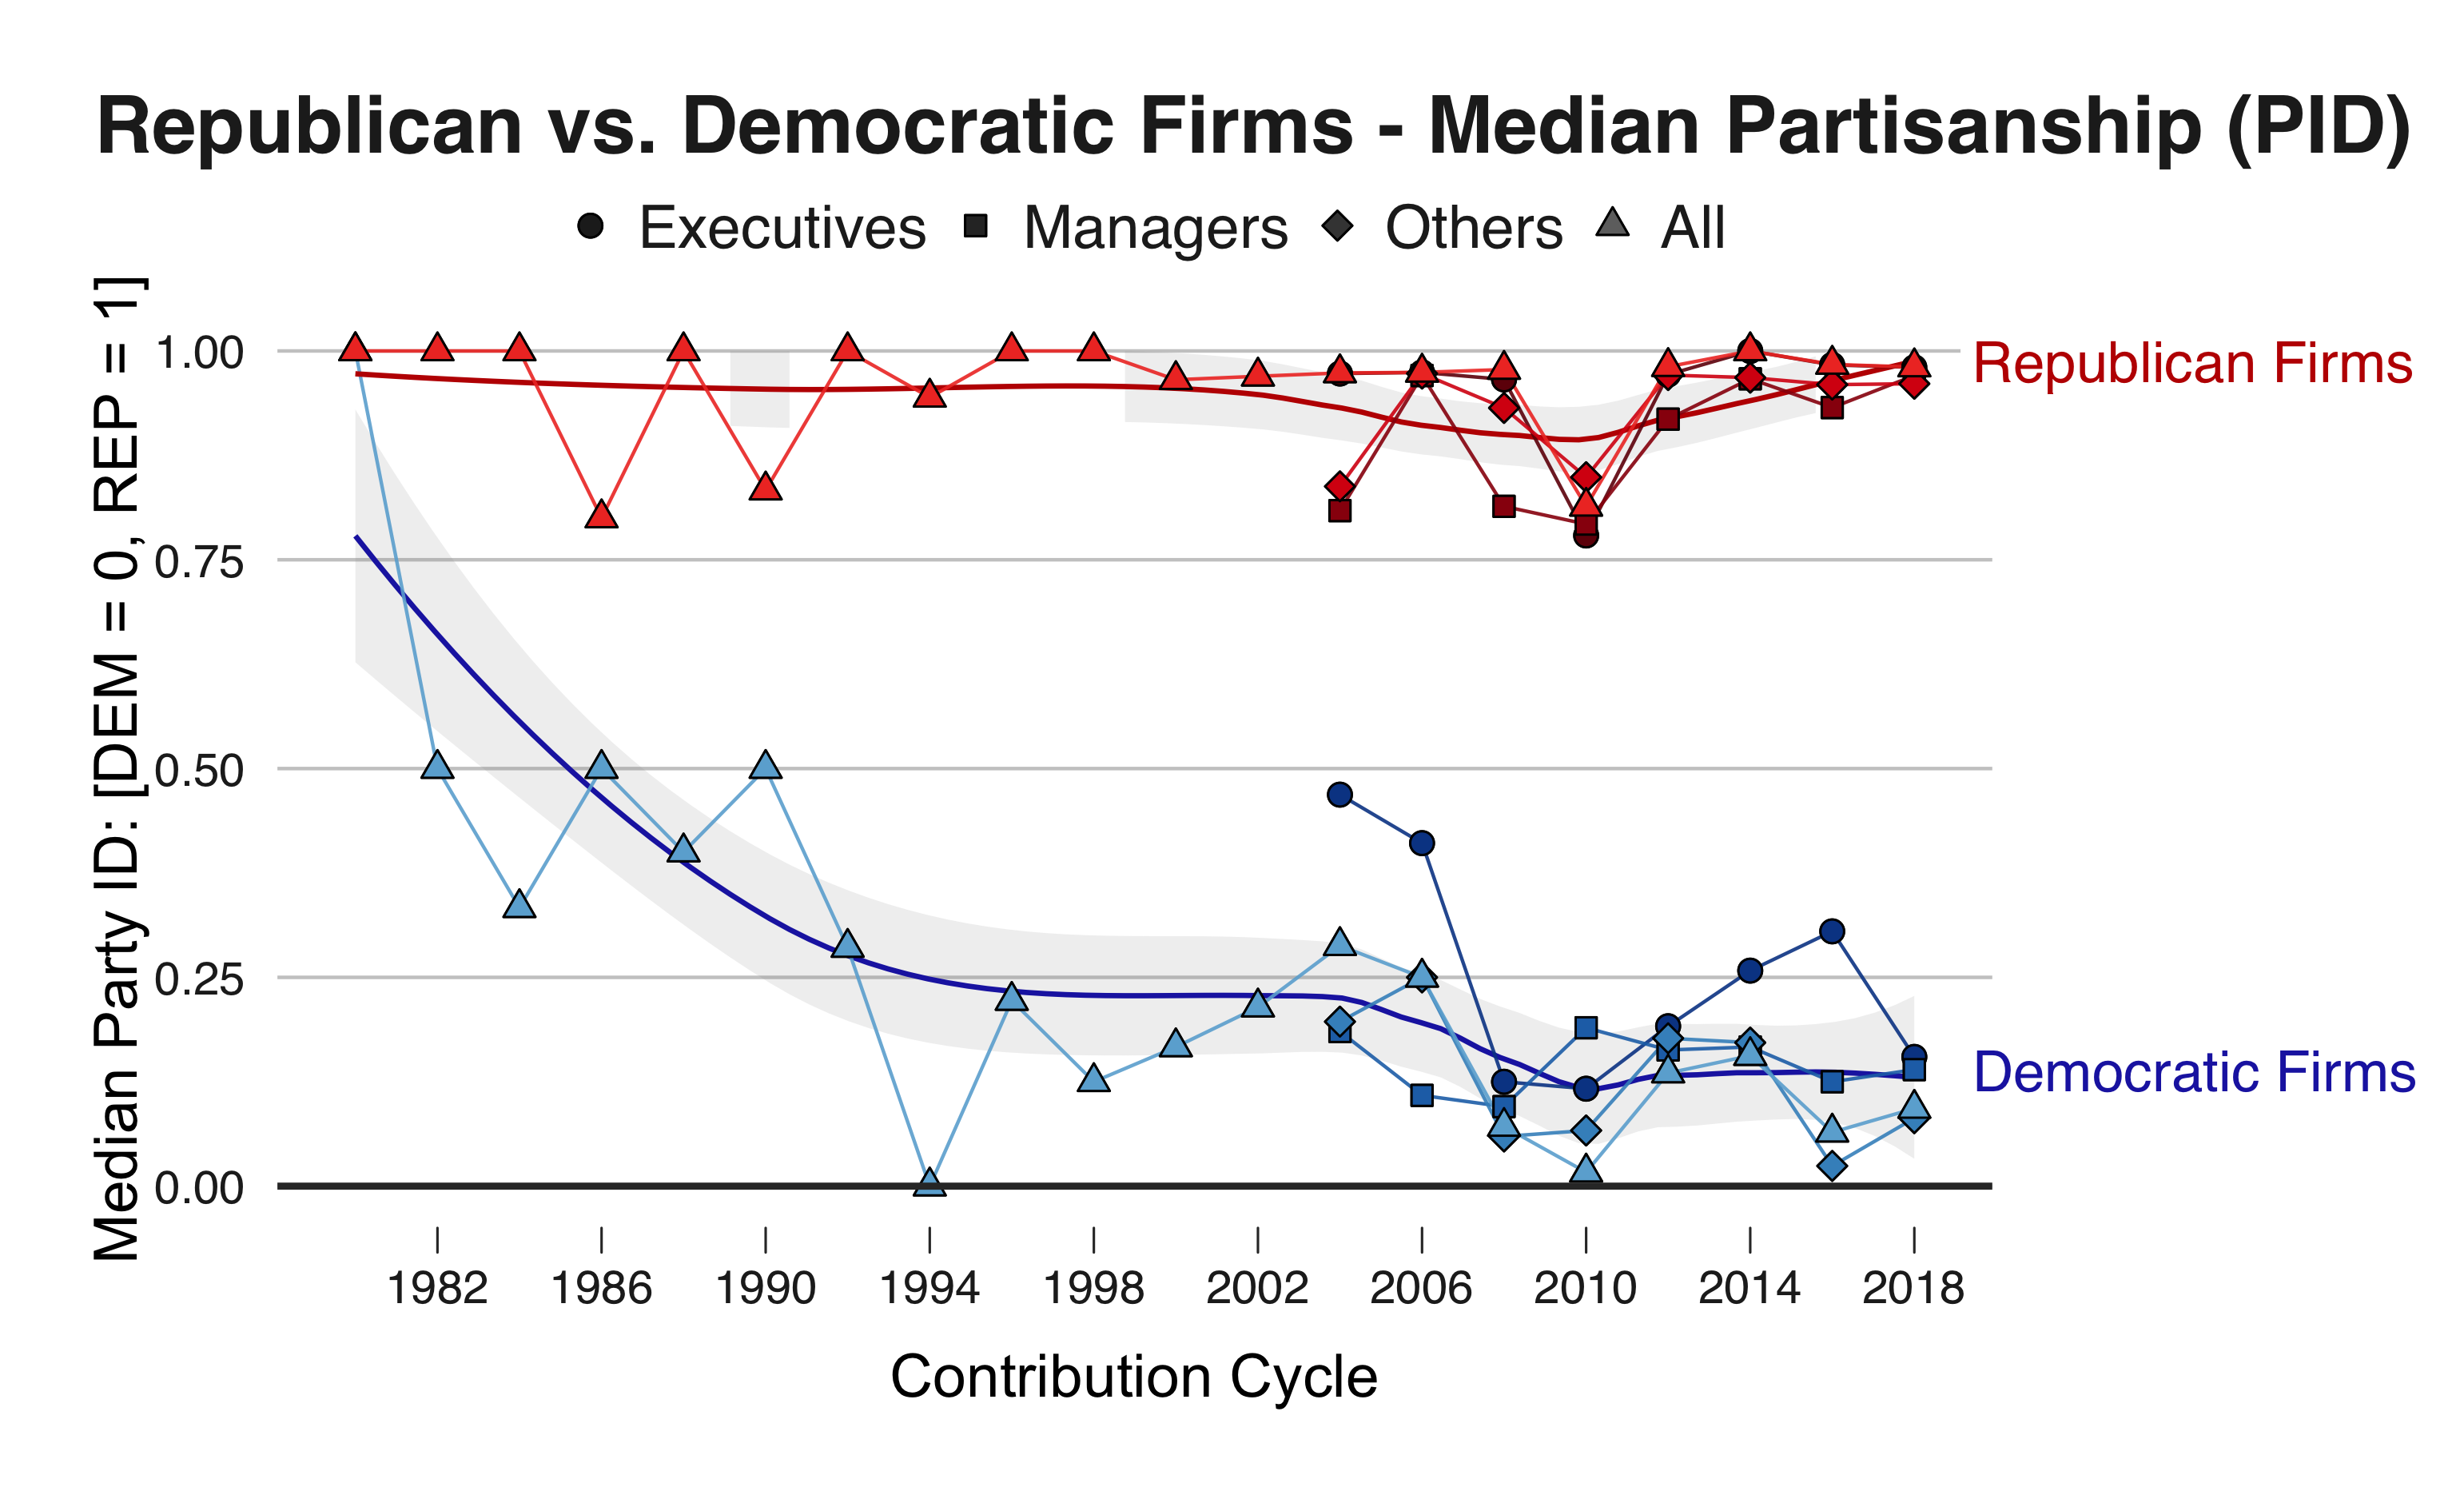 Republican vs. Democratic Firms - Median Partisanship (PID)
Executives Managers Others All
Median Party ID: [DEM = 0, REP = 1]
1.00
0.75
0.50
0.25
0.00
Republican Firms
Democratic Firms
1982 1986 1990 1994 1998 2002 2006 2010 2014 2018
Contribution Cycle